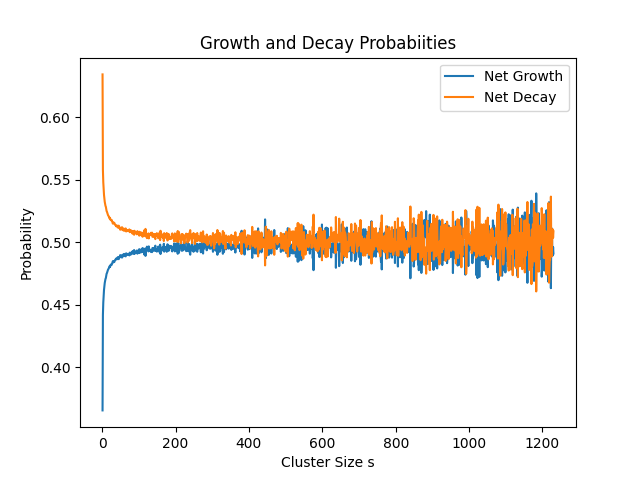 Growth and Decay Probabiities
Net Growth
Net Decay
0.60
0.55
0.50
0.45
0.40
Probability
0 200 400 600 800 1000 1200
Cluster Size s